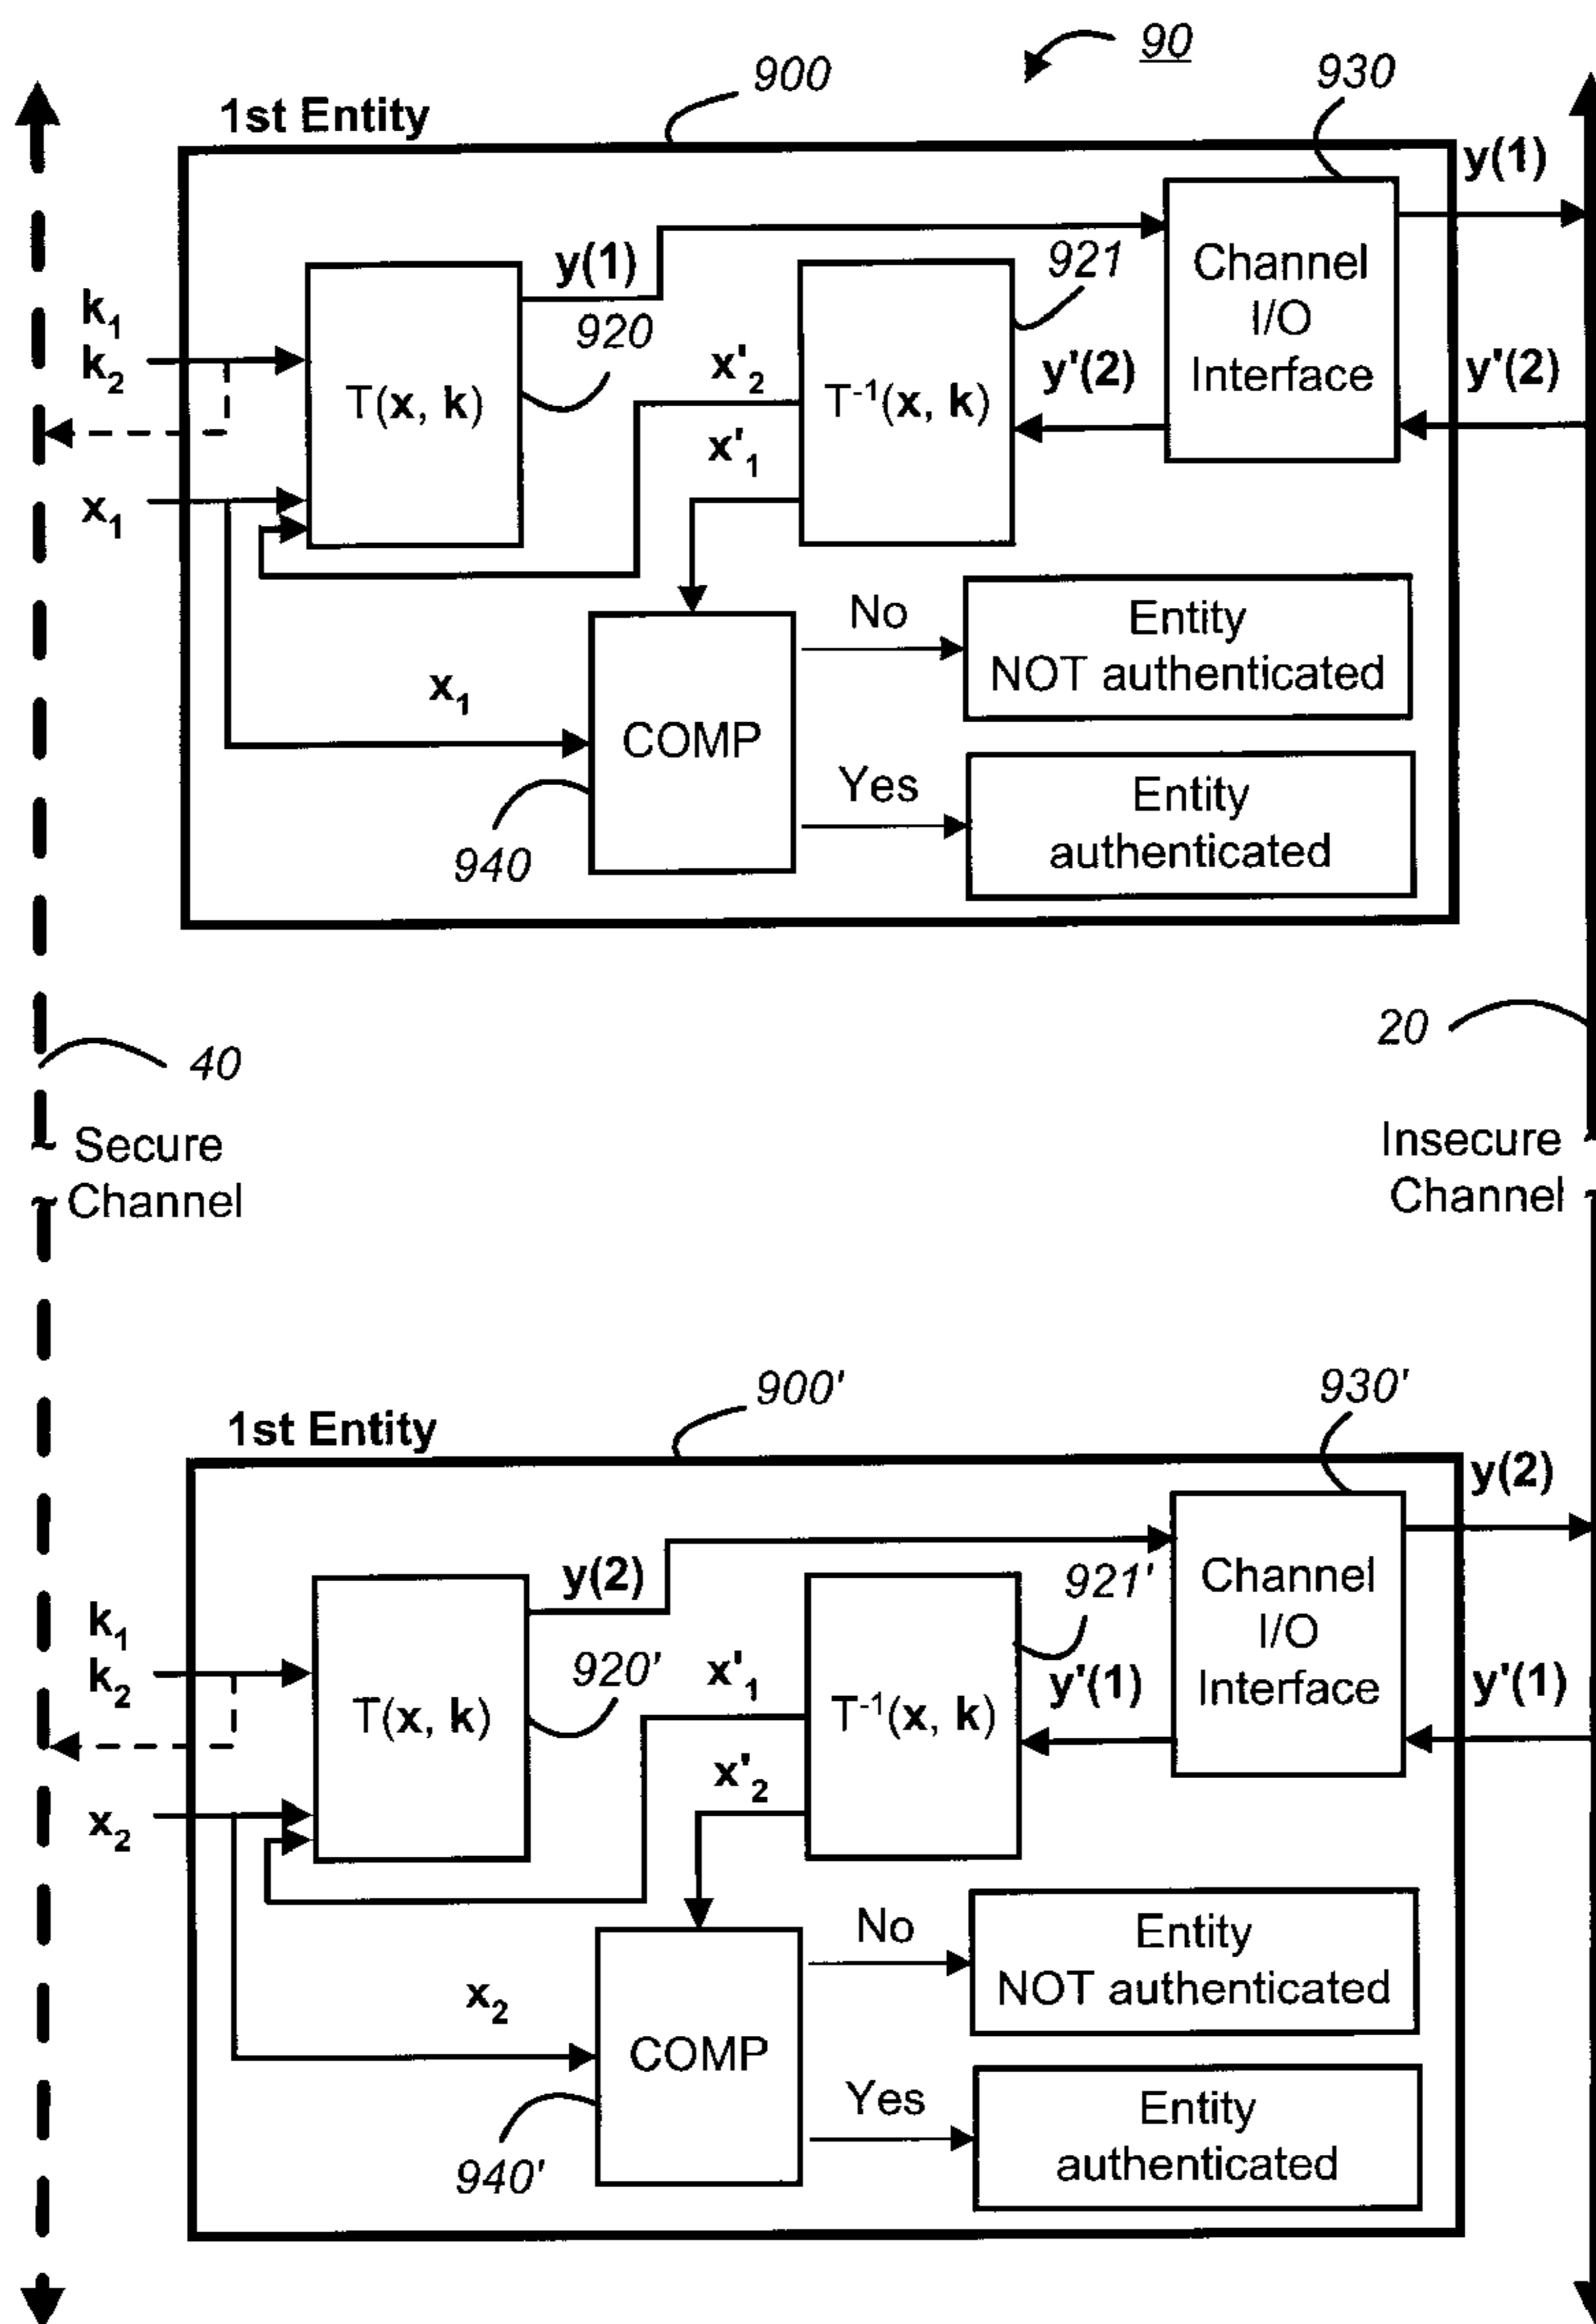 90
900
930
1st Entity
y(1)
y(1)
921
Channel
I/O
Interface
k₁
k₂
920
x'₂
y'(2)
y'(2)
T(x, k)
T⁻¹(x, k)
x'₁
x₁
No
Entity
NOT authenticated
x₁
COMP
Yes
Entity
authenticated
940
20
40
Secure
Channel
Insecure
Channel
900'
930'
1st Entity
y(2)
y(2)
921'
Channel
I/O
Interface
k₁
k₂
920'
x'₁
y'(1)
y'(1)
T(x, k)
T⁻¹(x, k)
x'₂
x₂
No
Entity
NOT authenticated
x₂
COMP
Yes
Entity
authenticated
940'